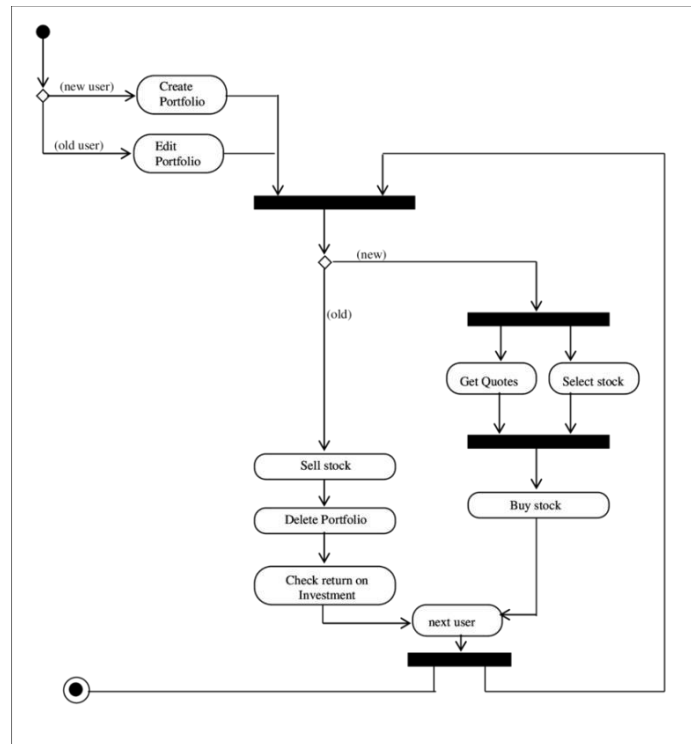 (new user)
Create
Portfolio
(old user)
Edit
Portfolio
(new)
(old)
Get Quotes
Select stock
Sell stock
Buy stock
Delete Portfolio
Check return on
Investment
next user